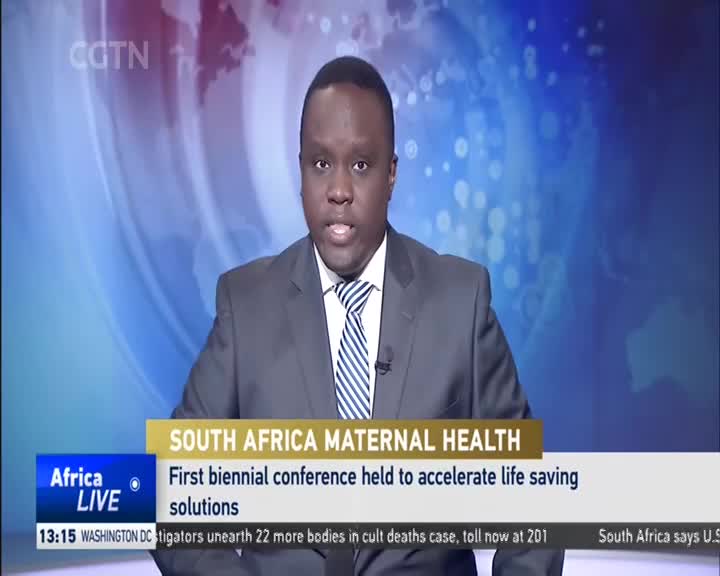 CGTN
SOUTH AFRICA MATERNAL HEALTH
First biennial conference held to accelerate life saving
solutions
Africa
LIVE
13:15 WASHINGTON DC stigators unearth 22 more bodies in cult deaths case, toll now at 201 South Africa says U.S